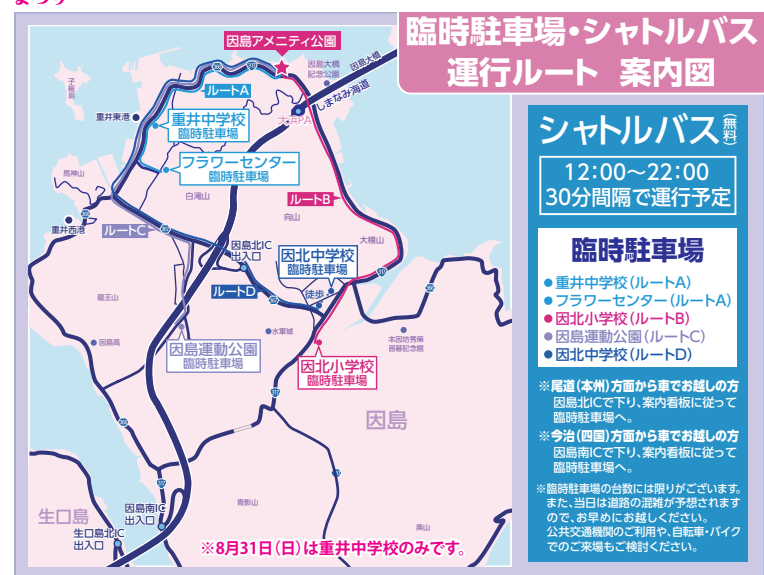 まつり
臨時駐車場・シャトルバス
運行ルート 案内図
因島アメニティ公園
因島大橋
記念公園
因島大橋
しまなみ海道
大浜PA
ルートA
重井東港
重井中学校
臨時駐車場
フラワーセンター
臨時駐車場
馬神山
白滝山
ルートB
向山
重井西港
ルートC
大楠山
因島北IC
出入口
因北中学校
臨時駐車場
ルートD
徒歩
龍王山
因島高
水軍城
本因坊秀策
囲碁記念館
因島運動公園
臨時駐車場
因北小学校
臨時駐車場
317
因島
青影山
奥山
生口島
因島南IC
出入口
生口島北IC
出入口
※8月31日(日)は重井中学校のみです。
シャトルバス(無料)
12:00〜22:00
30分間隔で運行予定
臨時駐車場
●重井中学校(ルートA)
●フラワーセンター(ルートA)
●因北小学校(ルートB)
●因島運動公園(ルートC)
●因北中学校(ルートD)
※尾道(本州)方面から車でお越しの方
因島北ICで下り、案内看板に従って
臨時駐車場へ。
※今治(四国)方面から車でお越しの方
因島南ICで下り、案内看板に従って
臨時駐車場へ。
※臨時駐車場の台数には限りがございます。
また、当日は道路の混雑が予想されます
ので、お早めにお越しください。
公共交通機関のご利用や、自転車・バイク
でのご来場もご検討ください。